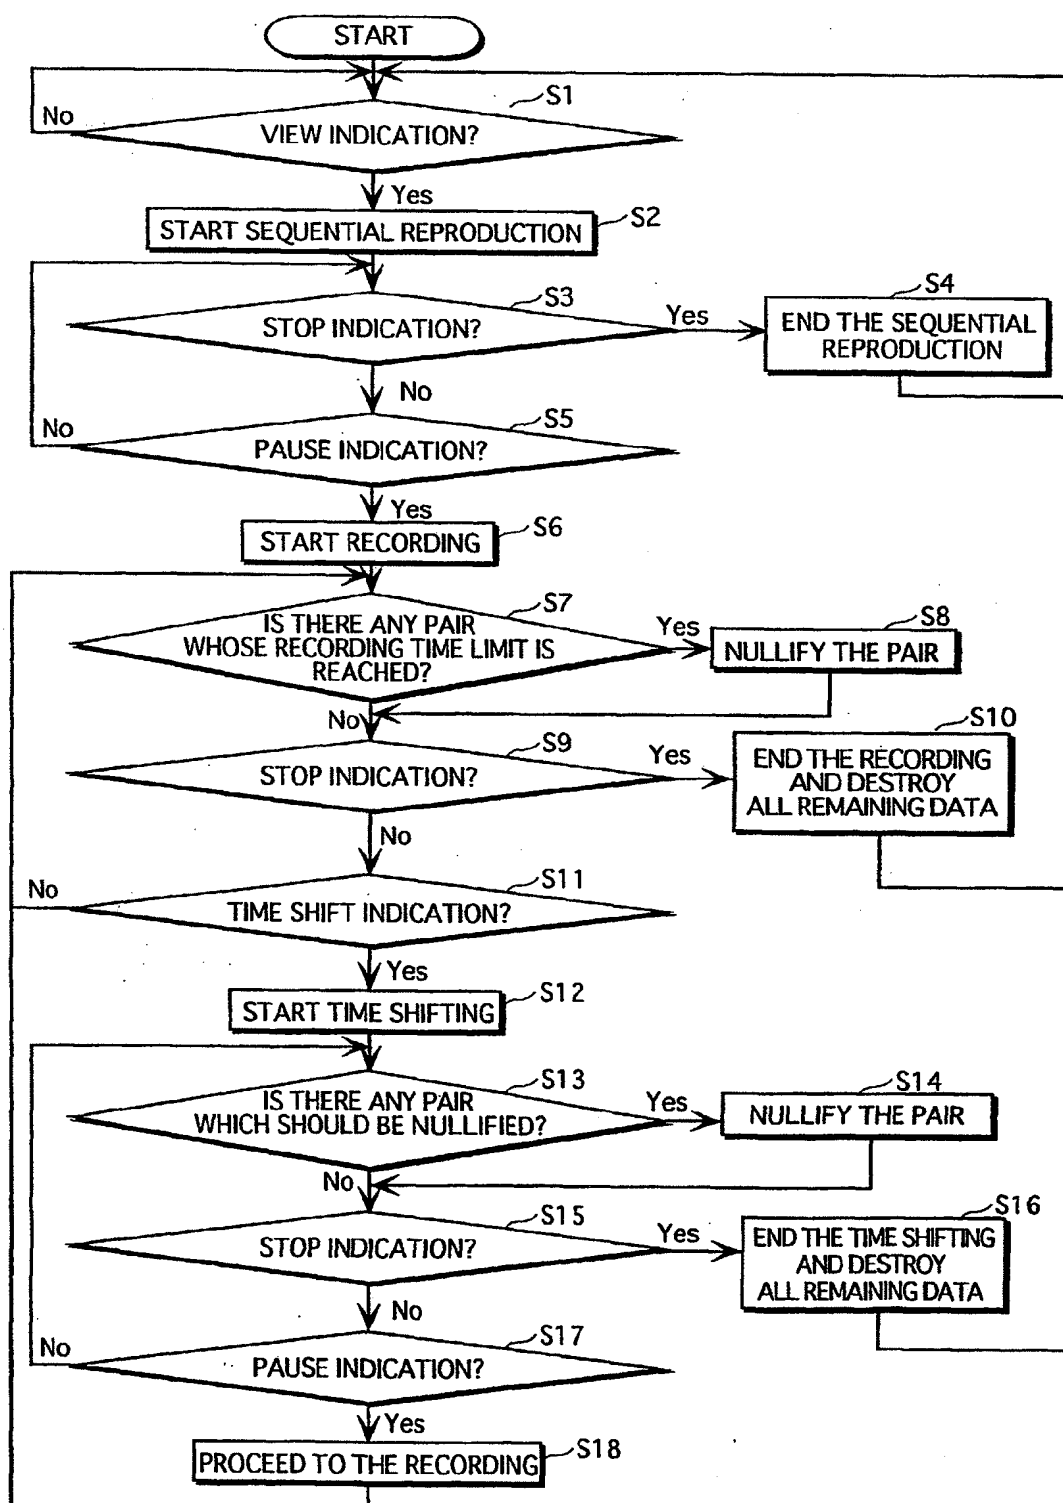 START
S1
No
VIEW INDICATION?
Yes
S2
START SEQUENTIAL REPRODUCTION
S3
STOP INDICATION?
Yes
S4
END THE SEQUENTIAL
REPRODUCTION
No
S5
No
PAUSE INDICATION?
Yes
S6
START RECORDING
S7
IS THERE ANY PAIR
WHOSE RECORDING TIME LIMIT IS
REACHED?
Yes
S8
NULLIFY THE PAIR
No
S9
STOP INDICATION?
Yes
S10
END THE RECORDING
AND DESTROY
ALL REMAINING DATA
No
S11
No
TIME SHIFT INDICATION?
Yes
S12
START TIME SHIFTING
S13
IS THERE ANY PAIR
WHICH SHOULD BE NULLIFIED?
Yes
S14
NULLIFY THE PAIR
No
S15
STOP INDICATION?
Yes
S16
END THE TIME SHIFTING
AND DESTROY
ALL REMAINING DATA
No
S17
No
PAUSE INDICATION?
Yes
S18
PROCEED TO THE RECORDING